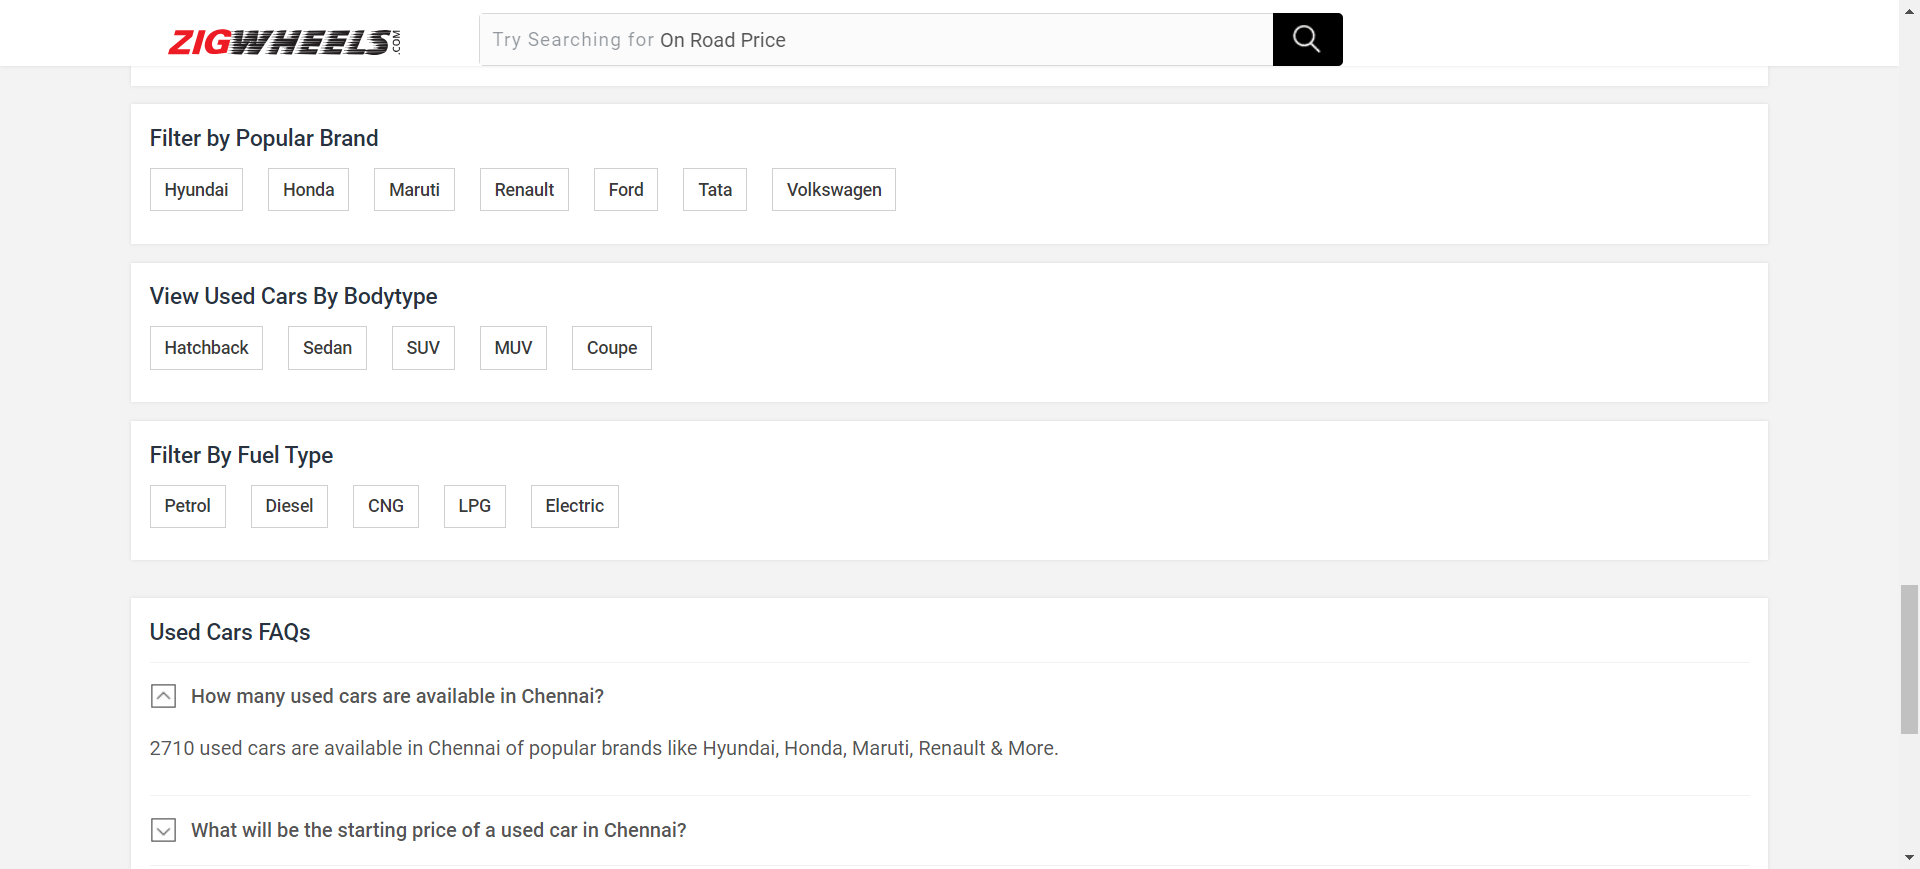 ZIGWHEELS.COM
Try Searching for On Road Price
Filter by Popular Brand
Hyundai Honda Maruti Renault Ford Tata Volkswagen
View Used Cars By Bodytype
Hatchback Sedan SUV MUV Coupe
Filter By Fuel Type
Petrol Diesel CNG LPG Electric
Used Cars FAQs
How many used cars are available in Chennai?
2710 used cars are available in Chennai of popular brands like Hyundai, Honda, Maruti, Renault & More.
What will be the starting price of a used car in Chennai?